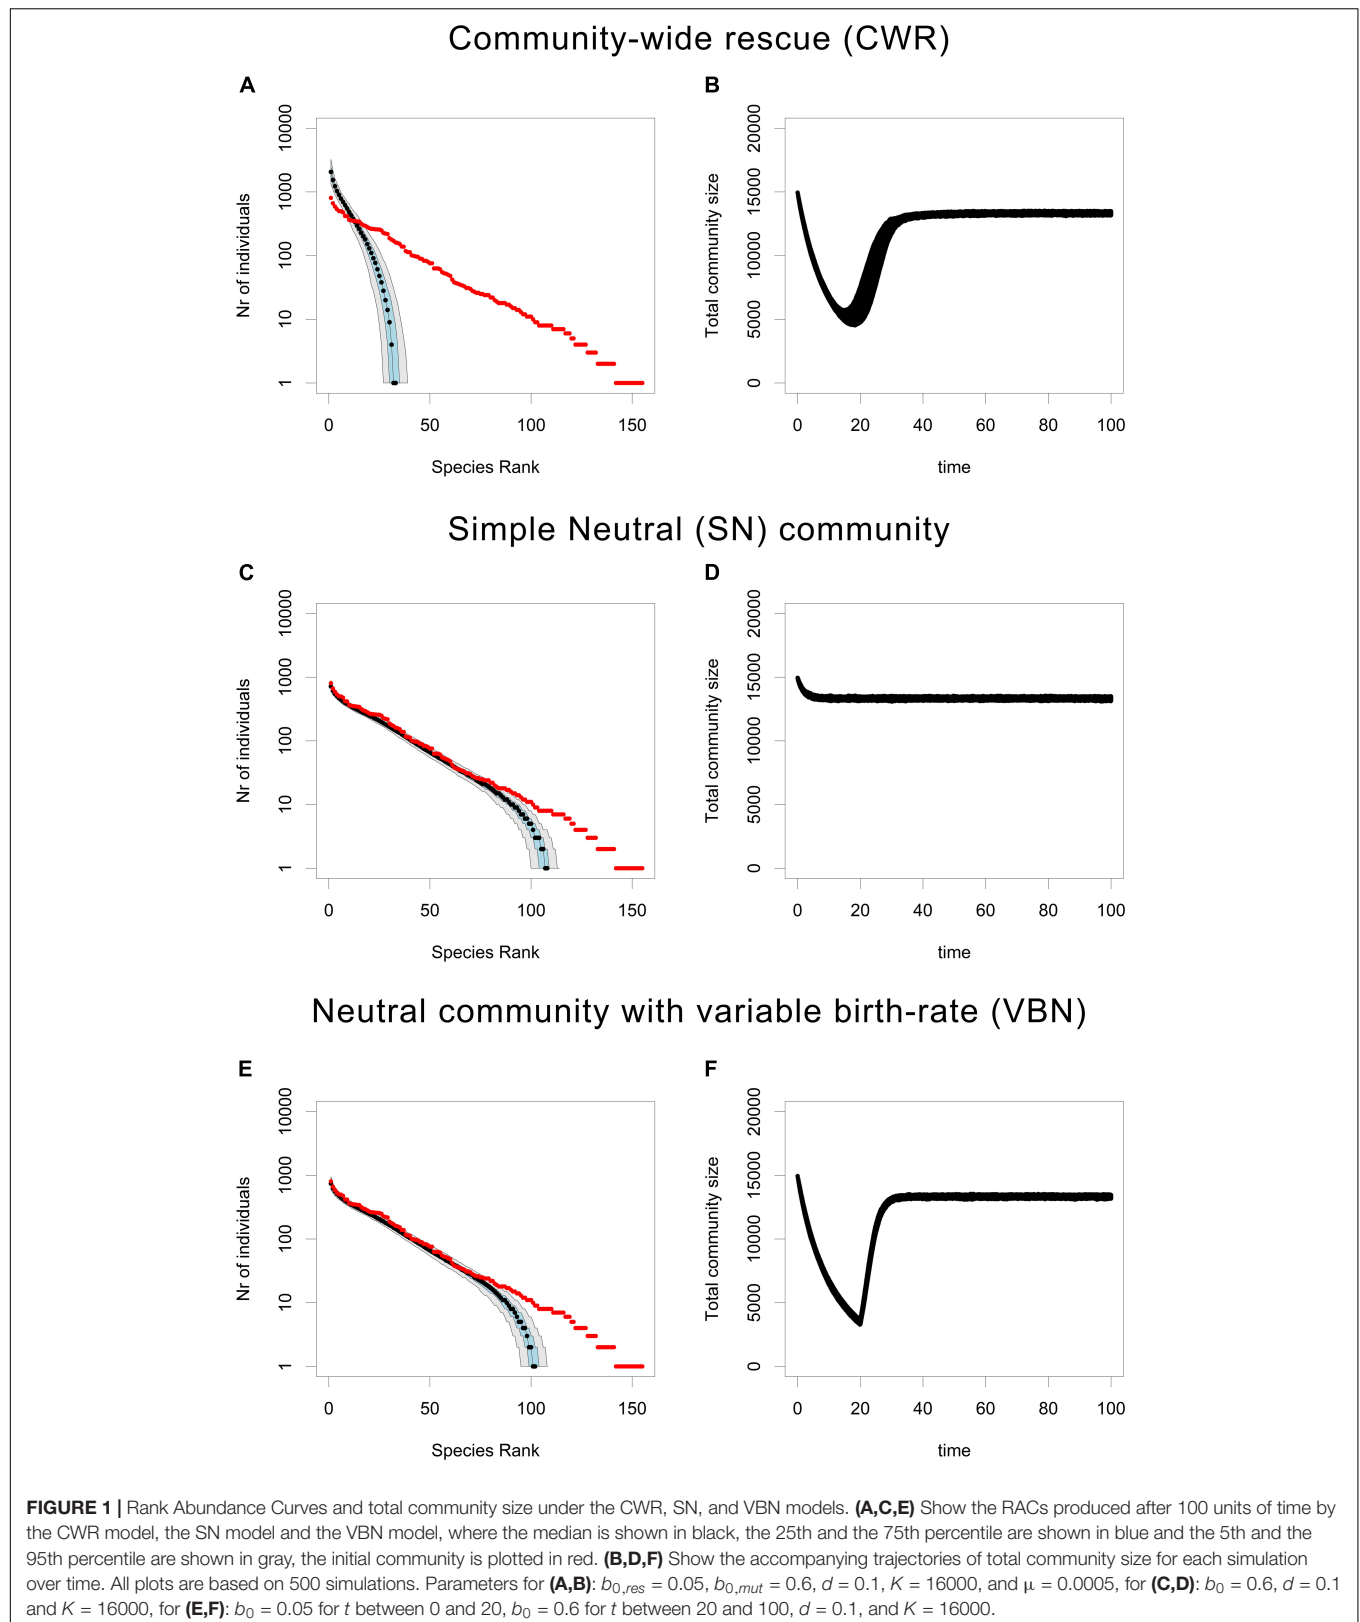 Community-wide rescue (CWR)
A
B
Nr of individuals
1 10 100 1000 10000
0 50 100 150
Species Rank
Total community size
0 5000 10000 15000 20000
0 20 40 60 80 100
time
Simple Neutral (SN) community
C
D
Nr of individuals
1 10 100 1000 10000
0 50 100 150
Species Rank
Total community size
0 5000 10000 15000 20000
0 20 40 60 80 100
time
Neutral community with variable birth-rate (VBN)
E
F
Nr of individuals
1 10 100 1000 10000
0 50 100 150
Species Rank
Total community size
0 5000 10000 15000 20000
0 20 40 60 80 100
time
FIGURE 1 | Rank Abundance Curves and total community size under the CWR, SN, and VBN models. (A,C,E) Show the RACs produced after 100 units of time by
the CWR model, the SN model and the VBN model, where the median is shown in black, the 25th and the 75th percentile are shown in blue and the 5th and the
95th percentile are shown in gray, the initial community is plotted in red. (B,D,F) Show the accompanying trajectories of total community size for each simulation
over time. All plots are based on 500 simulations. Parameters for (A,B): b0,res = 0.05, b0,mut = 0.6, d = 0.1, K = 16000, and μ = 0.0005, for (C,D): b0 = 0.6, d = 0.1
and K = 16000, for (E,F): b0 = 0.05 for t between 0 and 20, b0 = 0.6 for t between 20 and 100, d = 0.1, and K = 16000.